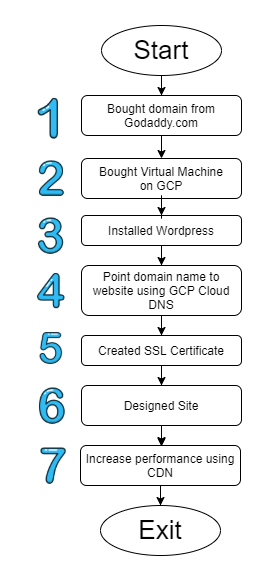 Start
1
Bought domain from
Godaddy.com
2
Bought Virtual Machine
on GCP
3
Installed Wordpress
4
Point domain name to
website using GCP Cloud
DNS
5
Created SSL Certificate
6
Designed Site
7
Increase performance using
CDN
Exit